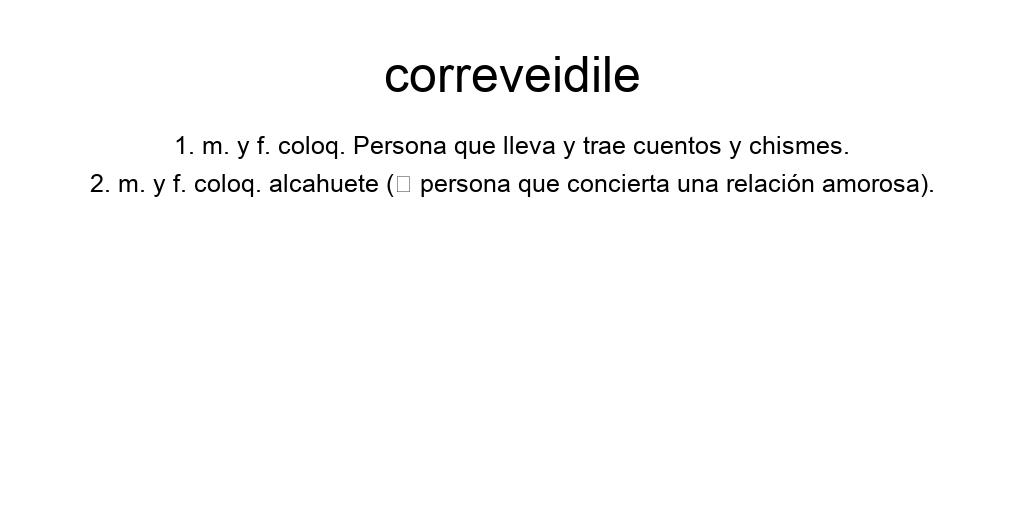 correveidile
1. m. y f. coloq. Persona que lleva y trae cuentos y chismes.
2. m. y f. coloq. alcahuete (▯ persona que concierta una relación amorosa).